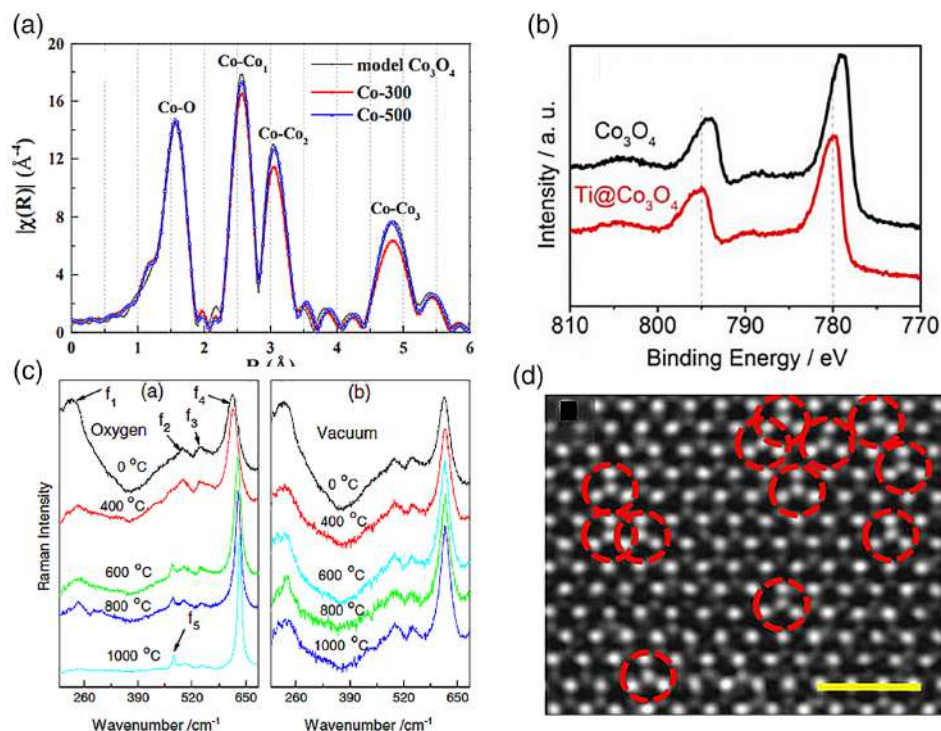 (a)
20
16
12
8
4
0
|χ(R)| (Å⁻⁴)
Co-O
Co-Co₁
Co-Co₂
Co-Co₃
model Co₃O₄
Co-300
Co-500
0 1 2 3 4 5 6
R (Å)
(b)
Intensity / a. u.
Co₃O₄
Ti@Co₃O₄
810 800 790 780 770
Binding Energy / eV
(c)
Raman Intensity
(a)
f₁
f₂
f₃
f₄
Oxygen
0 °C
400 °C
600 °C
800 °C
f₅
1000 °C
260 390 520 650
Wavenumber /cm⁻¹
(b)
Vacuum
0 °C
400 °C
600 °C
800 °C
1000 °C
260 390 520 650
Wavenumber /cm⁻¹
(d)